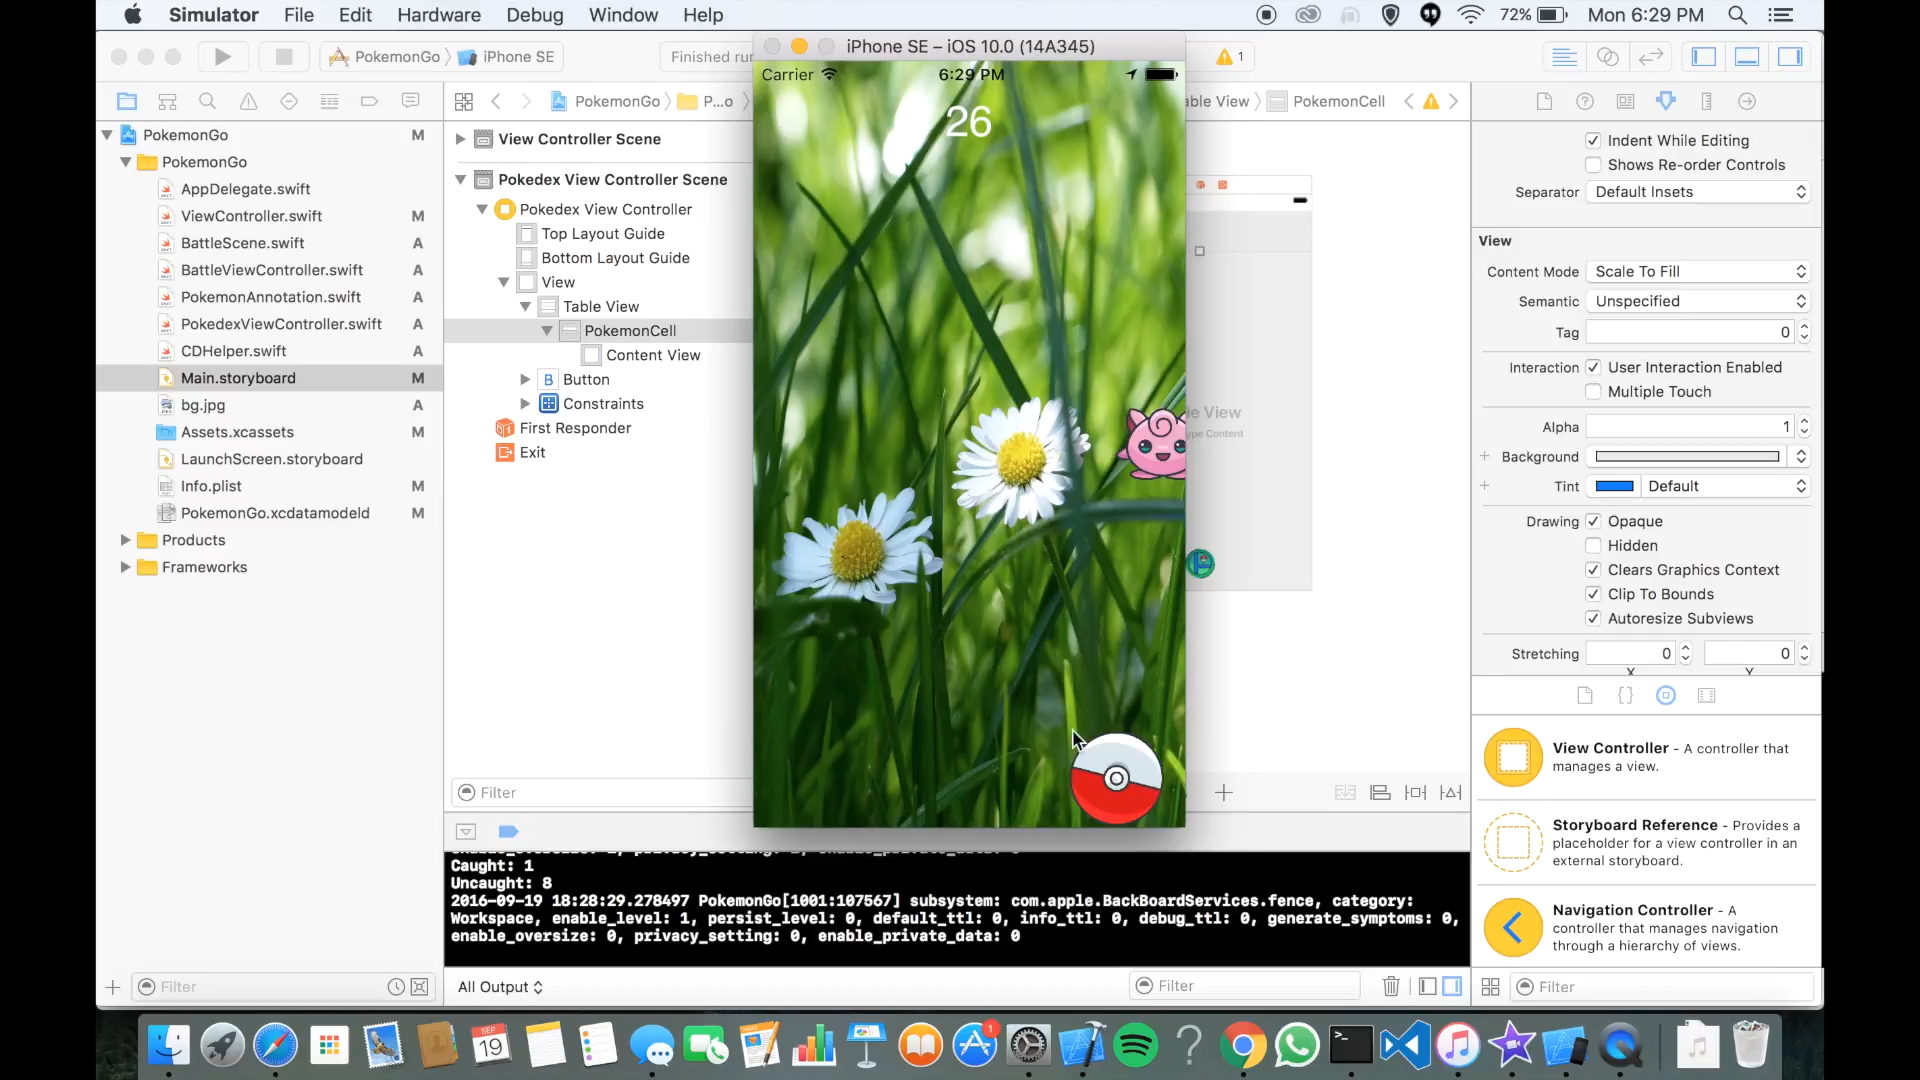 Simulator File Edit Hardware Debug Window Help 72% Mon 6:29 PM
iPhone SE – iOS 10.0 (14A345)
PokemonGo iPhone SE Finished 1
Carrier 6:29 PM
PokemonGo P...o View PokemonCell
26
PokemonGo M
PokemonGo
AppDelegate.swift
ViewController.swift M
BattleScene.swift A
BattleViewController.swift A
PokemonAnnotation.swift A
PokedexViewController.swift A
CDHelper.swift A
Main.storyboard M
bg.jpg A
Assets.xcassets M
LaunchScreen.storyboard
Info.plist M
PokemonGo.xcdatamodeld M
Products
Frameworks
Filter
View Controller Scene
Pokedex View Controller Scene
Pokedex View Controller
Top Layout Guide
Bottom Layout Guide
View
Table View
PokemonCell
Content View
B Button
Constraints
First Responder
Exit
Filter
View
Content
Caught: 1
Uncaught: 8
2016-09-19 18:28:29.278497 PokemonGo[1001:107567] subsystem: com.apple.BackBoardServices.fence, category:
Workspace, enable_level: 1, persist_level: 0, default_ttl: 0, info_ttl: 0, debug_ttl: 0, generate_symptoms: 0,
enable_oversize: 0, privacy_setting: 0, enable_private_data: 0
All Output Filter
Indent While Editing
Shows Re-order Controls
Separator Default Insets
View
Content Mode Scale To Fill
Semantic Unspecified
Tag 0
Interaction User Interaction Enabled
Multiple Touch
Alpha 1
Background
Tint Default
Drawing Opaque
Hidden
Clears Graphics Context
Clip To Bounds
Autoresize Subviews
Stretching 0 0
X Y
{}
View Controller - A controller that
manages a view.
Storyboard Reference - Provides a
placeholder for a view controller in an
external storyboard.
Navigation Controller - A
controller that manages navigation
through a hierarchy of views.
Filter
SEP
19
1